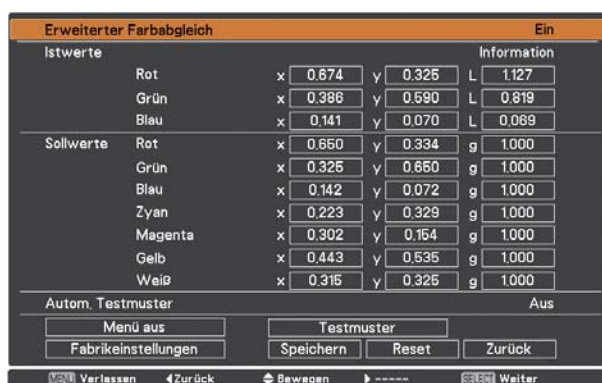 Erweiterter Farbabgleich Ein
Istwerte Information
Rot x 0.674 y 0.325 L 1.127
Grün x 0.386 y 0.590 L 0.819
Blau x 0.141 y 0.070 L 0.069
Sollwerte Rot x 0.650 y 0.334 g 1.000
Grün x 0.325 y 0.650 g 1.000
Blau x 0.142 y 0.072 g 1.000
Zyan x 0.223 y 0.329 g 1.000
Magenta x 0.302 y 0.154 g 1.000
Gelb x 0.443 y 0.535 g 1.000
Weiß x 0.315 y 0.325 g 1.000
Autom. Testmuster Aus
Menü aus Testmuster
Fabrikeinstellungen Speichern Reset Zurück
MENU Verlassen Zurück Bewegen ----- SELECT Weiter